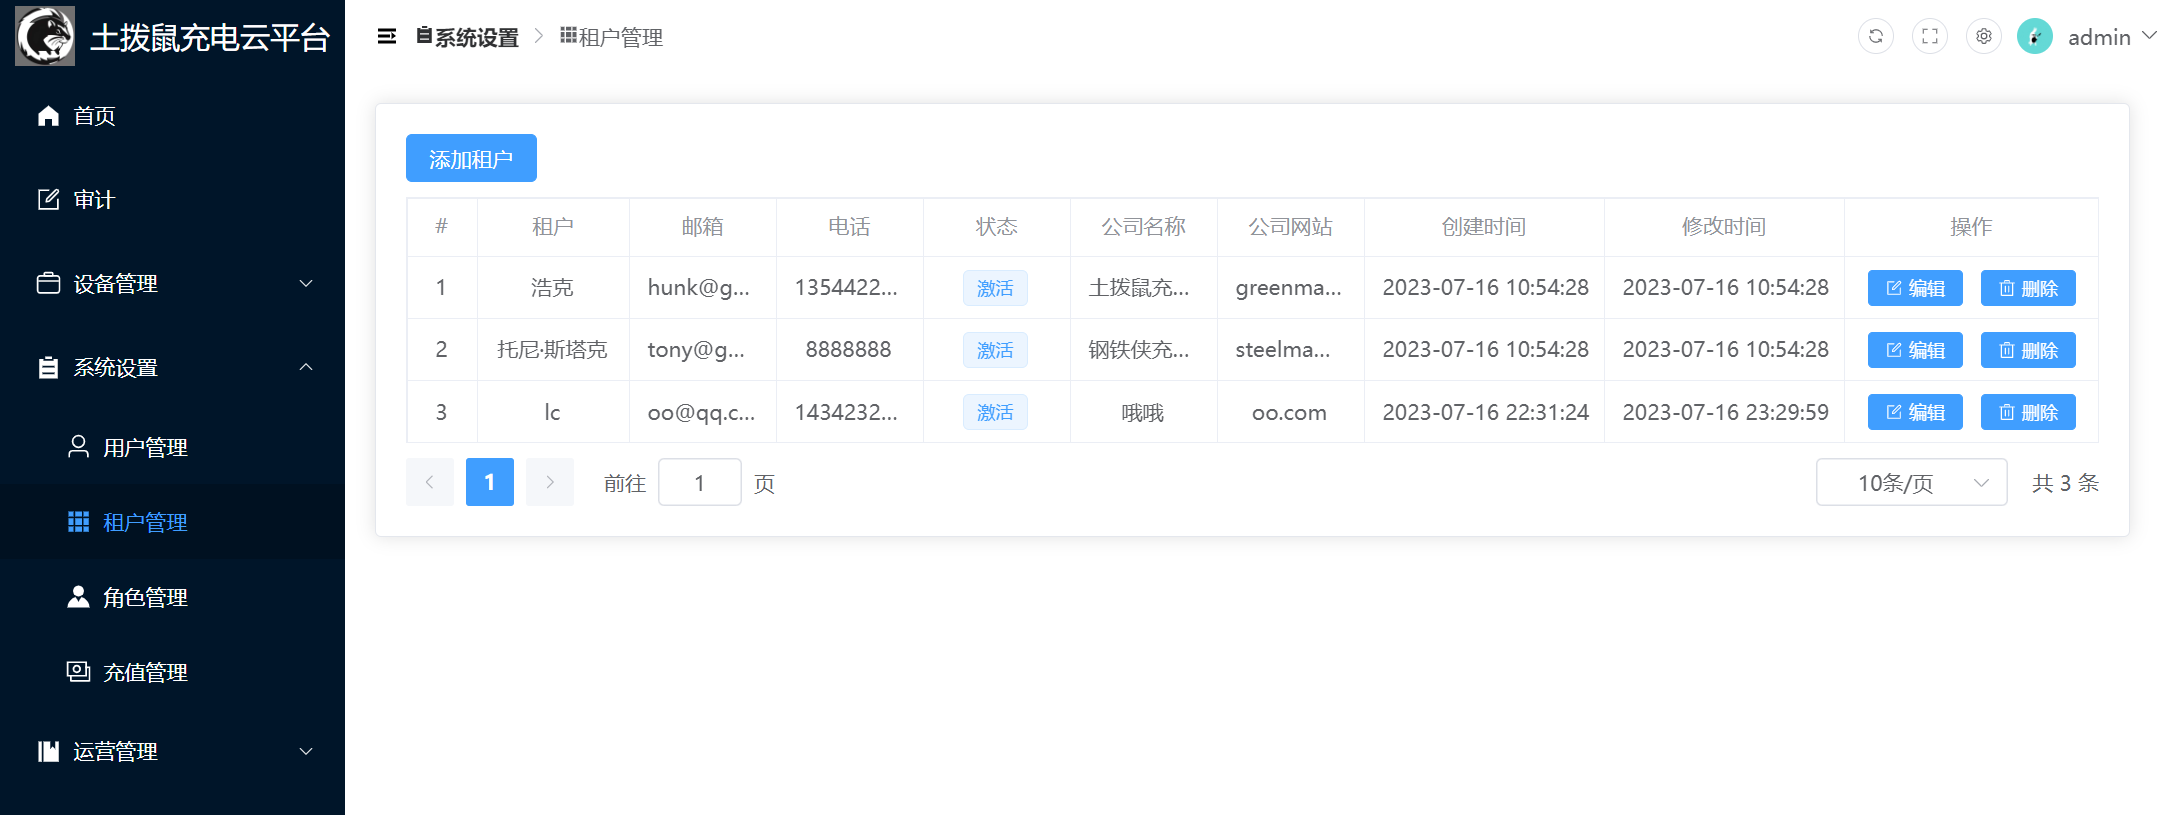 土拨鼠充电云平台
首页
审计
设备管理
系统设置
用户管理
租户管理
角色管理
充值管理
运营管理
系统设置 > 租户管理
admin
添加租户
# 租户 邮箱 电话 状态 公司名称 公司网站 创建时间 修改时间 操作
1 浩克 hunk@g... 1354422... 激活 土拨鼠充... greenma... 2023-07-16 10:54:28 2023-07-16 10:54:28 编辑 删除
2 托尼·斯塔克 tony@g... 8888888 激活 钢铁侠充... steelma... 2023-07-16 10:54:28 2023-07-16 10:54:28 编辑 删除
3 lc oo@qq.c... 1434232... 激活 哦哦 oo.com 2023-07-16 22:31:24 2023-07-16 23:29:59 编辑 删除
1 前往 1 页 10条/页 共 3 条